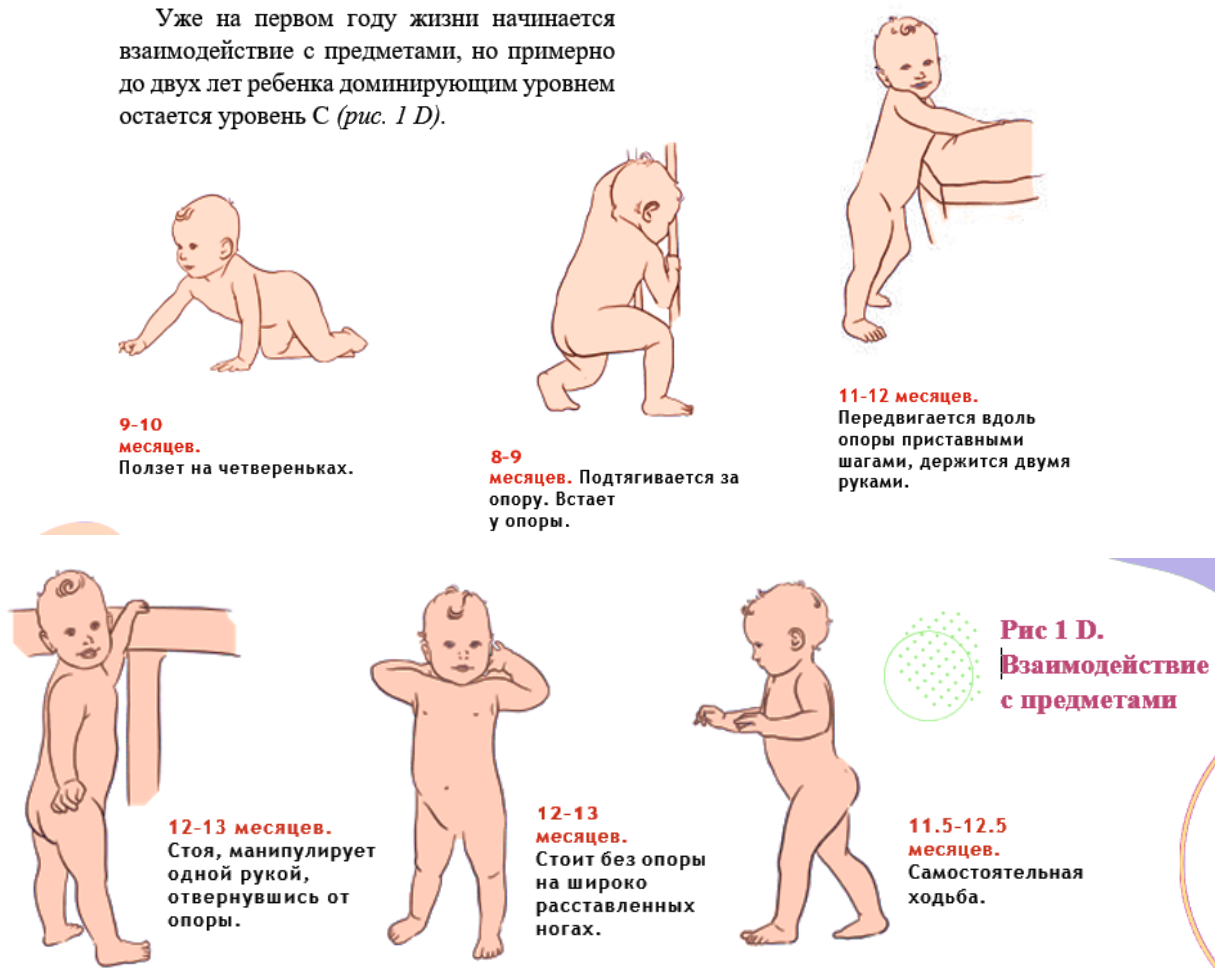 Уже на первом году жизни начинается
взаимодействие с предметами, но примерно
до двух лет ребенка доминирующим уровнем
остается уровень С (рис. 1 D).
9-10
месяцев.
Ползет на четвереньках.
8-9
месяцев. Подтягивается за
опору. Встает
у опоры.
11-12 месяцев.
Передвигается вдоль
опоры приставными
шагами, держится двумя
руками.
12-13 месяцев.
Стоя, манипулирует
одной рукой,
отвернувшись от
опоры.
12-13
месяцев.
Стоит без опоры
на широко
расставленных
ногах.
11.5-12.5
месяцев.
Самостоятельная
ходьба.
Рис 1 D.
Взаимодействие
с предметами